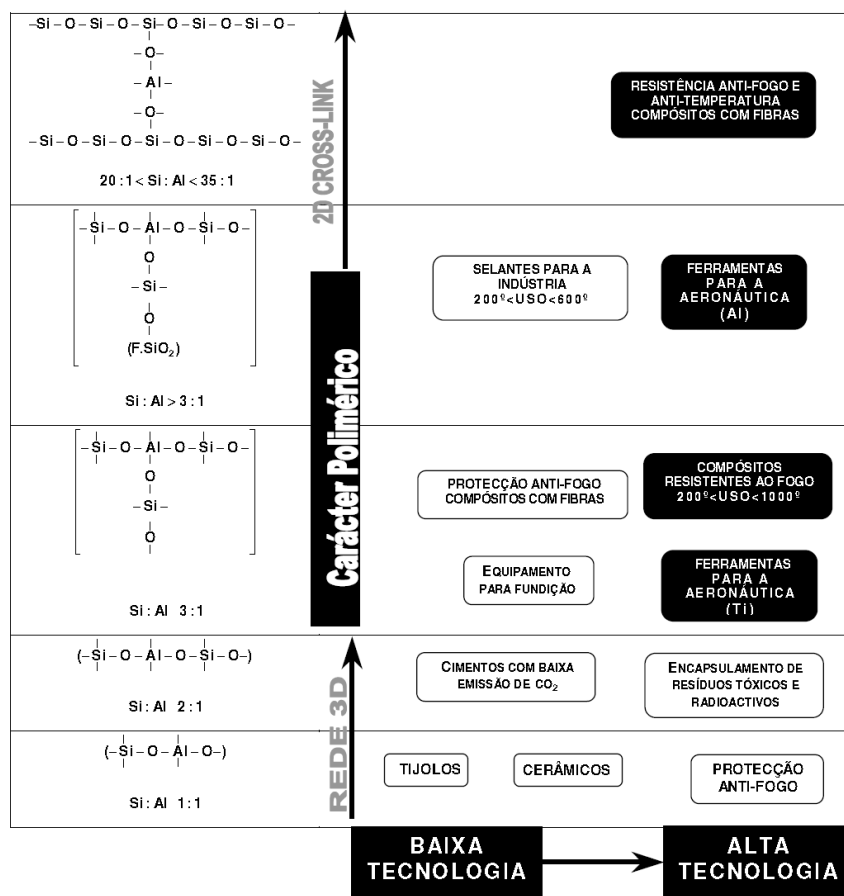 –Si–O–Si–O–Si–O–Si–O–Si–O–
–O–
–Al–
–O–
–Si–O–Si–O–Si–O–Si–O–Si–O–
20:1<Si:Al<35:1
RESISTÊNCIA ANTI-FOGO E
ANTI-TEMPERATURA
COMPÓSITOS COM FIBRAS
2D CROSS-LINK
–Si–O–Al–O–Si–O–
O
–Si–
O
(F.SiO₂)
Si:Al>3:1
SELANTES PARA A
INDÚSTRIA
200º<USO<600º
FERRAMENTAS
PARA A
AERONÁUTICA
(Al)
Carácter Polimérico
–Si–O–Al–O–Si–O–
O
–Si–
O
Si:Al 3:1
PROTECÇÃO ANTI-FOGO
COMPÓSITOS COM FIBRAS
COMPÓSITOS
RESISTENTES AO FOGO
200º<USO<1000º
EQUIPAMENTO
PARA FUNDIÇÃO
FERRAMENTAS
PARA A
AERONÁUTICA
(Ti)
(–Si–O–Al–O–Si–O–)
Si:Al 2:1
REDE 3D
CIMENTOS COM BAIXA
EMISSÃO DE CO₂
ENCAPSULAMENTO DE
RESÍDUOS TÓXICOS E
RADIOACTIVOS
(–Si–O–Al–O–)
Si:Al 1:1
TIJOLOS
CERÂMICOS
PROTECÇÃO
ANTI-FOGO
BAIXA
TECNOLOGIA
ALTA
TECNOLOGIA